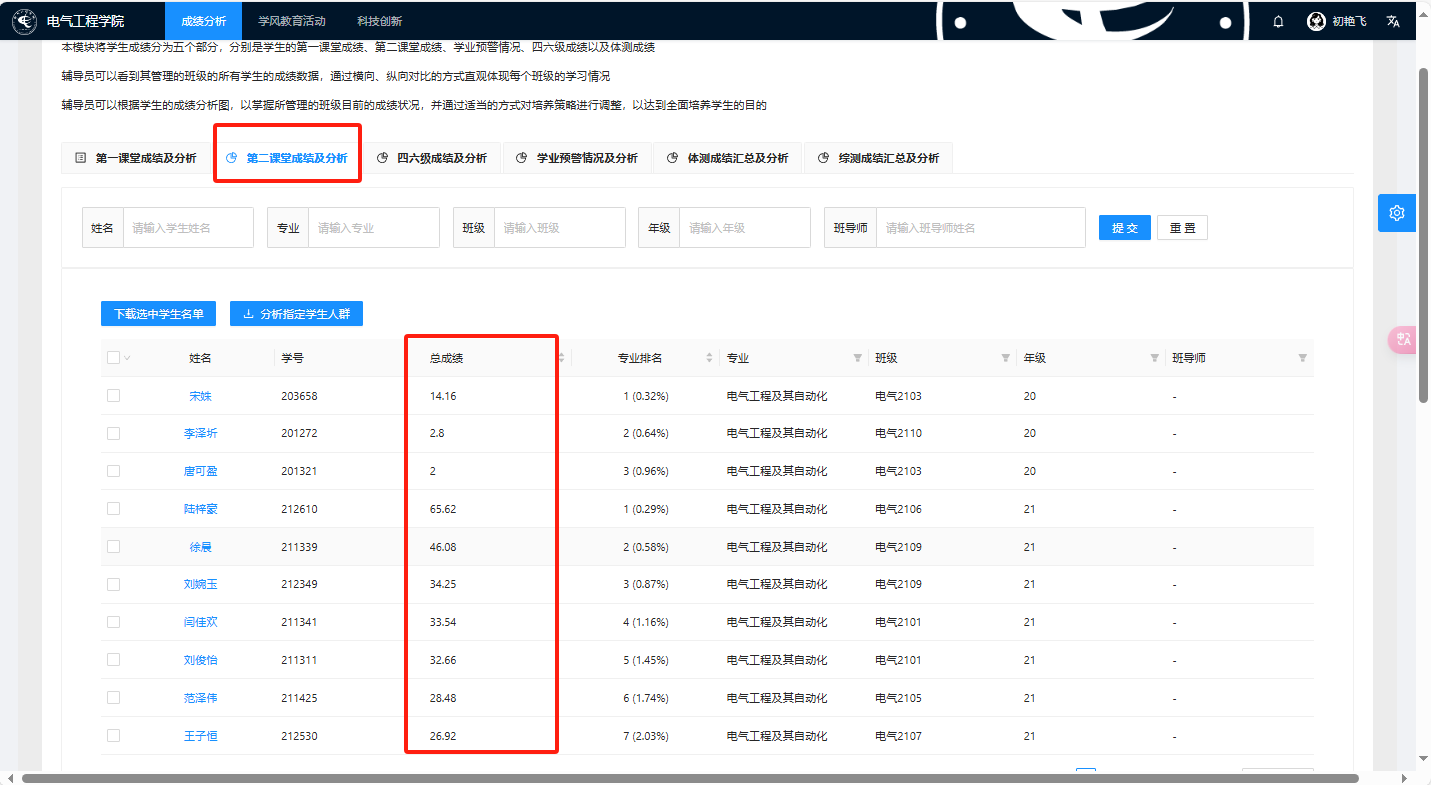 电气工程学院 成绩分析 学风教育活动 科技创新 初艳飞
本模块将学生成绩分为五个部分，分别是学生的第一课堂成绩、第二课堂成绩、学业预警情况、四六级成绩以及体测成绩
辅导员可以看到其管理的班级的所有学生的成绩数据，通过横向、纵向对比的方式直观体现每个班级的学习情况
辅导员可以根据学生的成绩分析图，以掌握所管理的班级目前的成绩状况，并通过适当的方式对培养策略进行调整，以达到全面培养学生的目的
第一课堂成绩及分析 第二课堂成绩及分析 四六级成绩及分析 学业预警情况及分析 体测成绩汇总及分析 综测成绩汇总及分析
姓名 请输入学生姓名 专业 请输入专业 班级 请输入班级 年级 请输入年级 班导师 请输入班导师姓名 提交 重置
下载选中学生名单 分析指定学生人群
姓名 学号 总成绩 专业排名 专业 班级 年级 班导师
宋姝 203658 14.16 1 (0.32%) 电气工程及其自动化 电气2103 20 -
李泽圻 201272 2.8 2 (0.64%) 电气工程及其自动化 电气2110 20 -
唐可盈 201321 2 3 (0.96%) 电气工程及其自动化 电气2103 20 -
陆梓豪 212610 65.62 1 (0.29%) 电气工程及其自动化 电气2106 21 -
徐晨 211339 46.08 2 (0.58%) 电气工程及其自动化 电气2109 21 -
刘婉玉 212349 34.25 3 (0.87%) 电气工程及其自动化 电气2109 21 -
闫佳欢 211341 33.54 4 (1.16%) 电气工程及其自动化 电气2101 21 -
刘俊怡 211311 32.66 5 (1.45%) 电气工程及其自动化 电气2101 21 -
范泽伟 211425 28.48 6 (1.74%) 电气工程及其自动化 电气2105 21 -
王子恒 212530 26.92 7 (2.03%) 电气工程及其自动化 电气2107 21 -